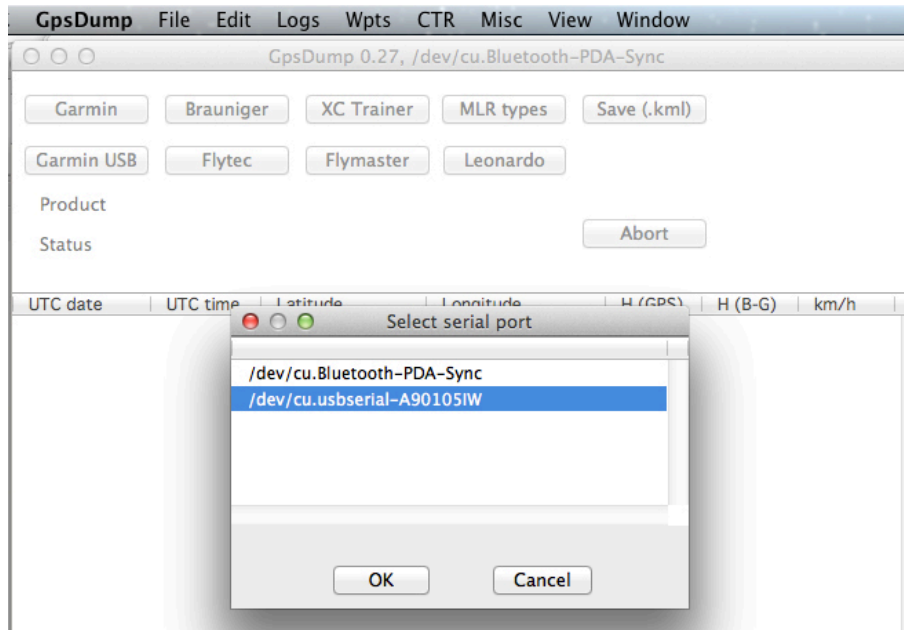 GpsDump File Edit Logs Wpts CTR Misc View Window
GpsDump 0.27, /dev/cu.Bluetooth-PDA-Sync
Garmin Brauniger XC Trainer MLR types Save (.kml)
Garmin USB Flytec Flymaster Leonardo
Product
Abort
Status
UTC date UTC time Latitude Longitude H (GPS) H (B-G) km/h
Select serial port
/dev/cu.Bluetooth-PDA-Sync
/dev/cu.usbserial-A90105IW
OK Cancel